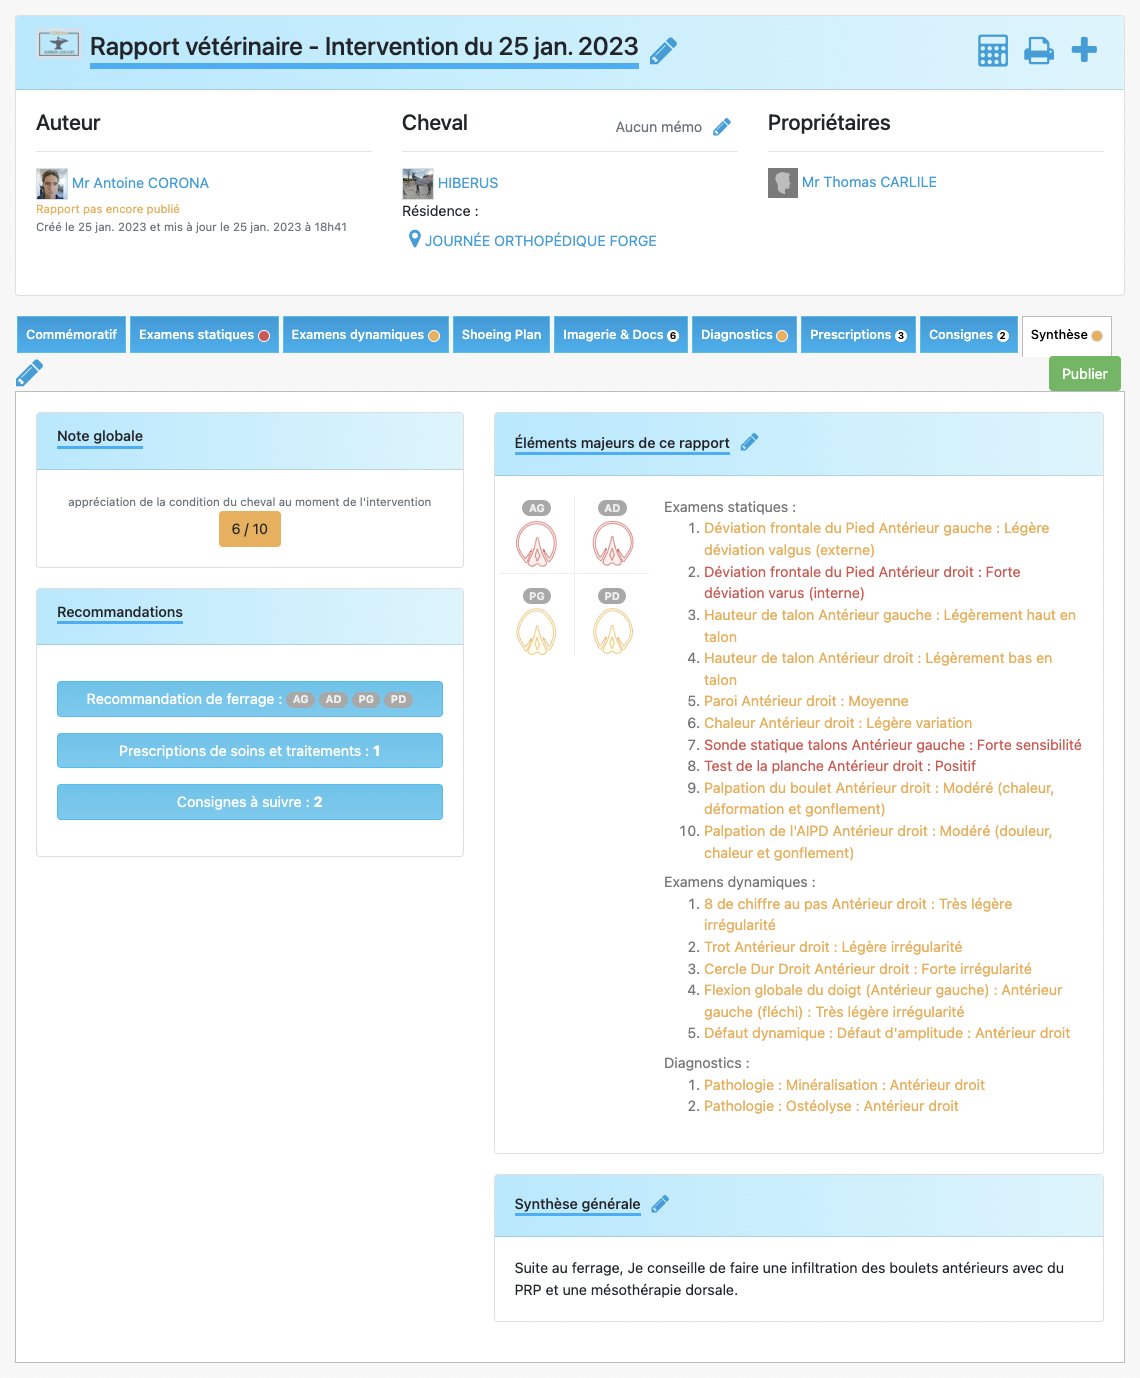 Rapport vétérinaire - Intervention du 25 jan. 2023
Auteur
Mr Antoine CORONA
Rapport pas encore publié
Créé le 25 jan. 2023 et mis à jour le 25 jan. 2023 à 18h41
Cheval
Aucun mémo
HIBERUS
Résidence :
JOURNÉE ORTHOPÉDIQUE FORGE
Propriétaires
Mr Thomas CARLILE
Commémoratif
Examens statiques
Examens dynamiques
Shoeing Plan
Imagerie & Docs 6
Diagnostics
Prescriptions 3
Consignes 2
Synthèse
Publier
Note globale
appréciation de la condition du cheval au moment de l'intervention
6 / 10
Recommandations
Recommandation de ferrage : AG AD PG PD
Prescriptions de soins et traitements : 1
Consignes à suivre : 2
Éléments majeurs de ce rapport
AG AD
PG PD
Examens statiques :
1. Déviation frontale du Pied Antérieur gauche : Légère
déviation valgus (externe)
2. Déviation frontale du Pied Antérieur droit : Forte
déviation varus (interne)
3. Hauteur de talon Antérieur gauche : Légèrement haut en
talon
4. Hauteur de talon Antérieur droit : Légèrement bas en
talon
5. Paroi Antérieur droit : Moyenne
6. Chaleur Antérieur droit : Légère variation
7. Sonde statique talons Antérieur gauche : Forte sensibilité
8. Test de la planche Antérieur droit : Positif
9. Palpation du boulet Antérieur droit : Modéré (chaleur,
déformation et gonflement)
10. Palpation de l'AIPD Antérieur droit : Modéré (douleur,
chaleur et gonflement)
Examens dynamiques :
1. 8 de chiffre au pas Antérieur droit : Très légère
irrégularité
2. Trot Antérieur droit : Légère irrégularité
3. Cercle Dur Droit Antérieur droit : Forte irrégularité
4. Flexion globale du doigt (Antérieur gauche) : Antérieur
gauche (fléchi) : Très légère irrégularité
5. Défaut dynamique : Défaut d'amplitude : Antérieur droit
Diagnostics :
1. Pathologie : Minéralisation : Antérieur droit
2. Pathologie : Ostéolyse : Antérieur droit
Synthèse générale
Suite au ferrage, Je conseille de faire une infiltration des boulets antérieurs avec du
PRP et une mésothérapie dorsale.